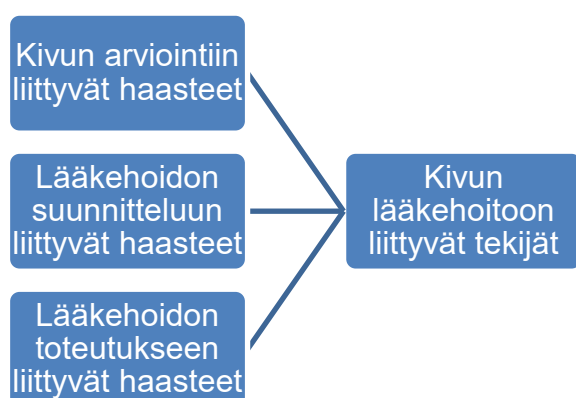 Kivun arviointiin
liittyvät haasteet
Lääkehoidon
suunnitteluun
liittyvät haasteet
Kivun
lääkehoitoon
liittyvät tekijät
Lääkehoidon
toteutukseen
liittyvät haasteet